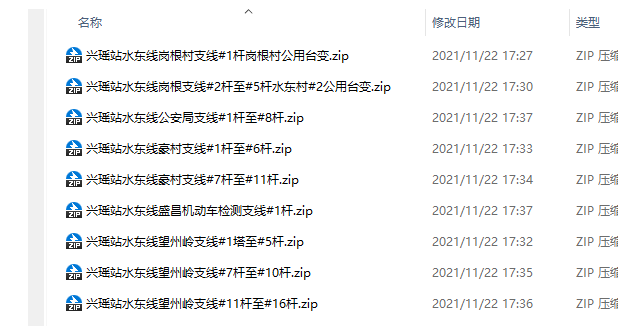 名称 修改日期 类型
兴瑶站水东线岗根村支线#1杆岗根村公用台变.zip 2021/11/22 17:27 ZIP 压缩
兴瑶站水东线岗根支线#2杆至#5杆水东村#2公用台变.zip 2021/11/22 17:30 ZIP 压缩
兴瑶站水东线公安局支线#1杆至#8杆.zip 2021/11/22 17:37 ZIP 压缩
兴瑶站水东线豪村支线#1杆至#6杆.zip 2021/11/22 17:33 ZIP 压缩
兴瑶站水东线豪村支线#7杆至#11杆.zip 2021/11/22 17:34 ZIP 压缩
兴瑶站水东线盛昌机动车检测支线#1杆.zip 2021/11/22 17:37 ZIP 压缩
兴瑶站水东线望州岭支线#1塔至#5杆.zip 2021/11/22 17:32 ZIP 压缩
兴瑶站水东线望州岭支线#7杆至#10杆.zip 2021/11/22 17:35 ZIP 压缩
兴瑶站水东线望州岭支线#11杆至#16杆.zip 2021/11/22 17:36 ZIP 压缩